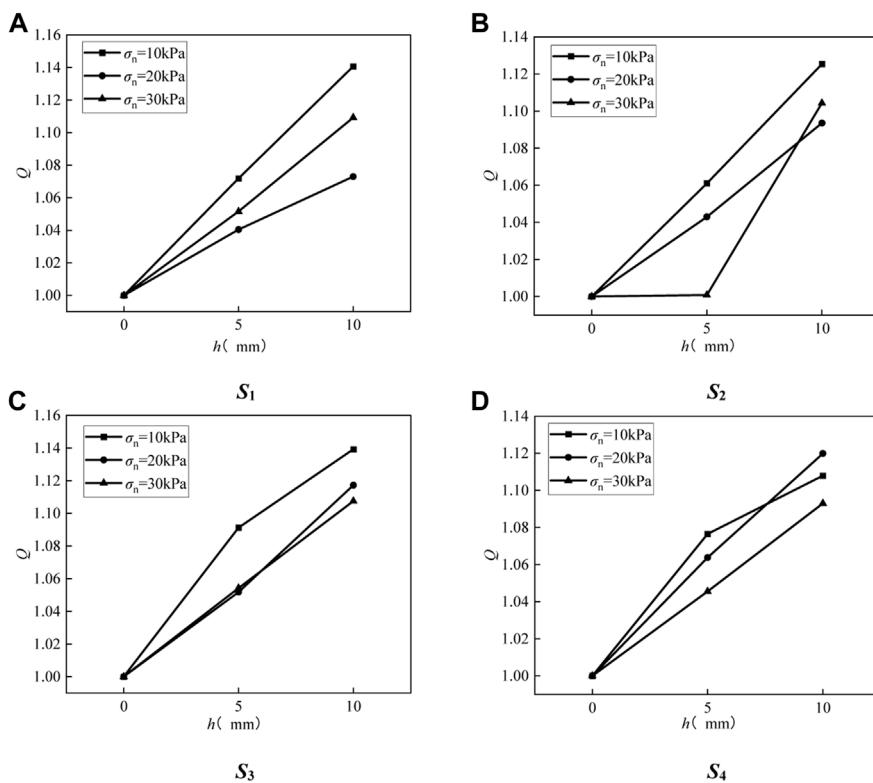 A
1.16
1.14
1.12
1.10
1.08
1.06
1.04
1.02
1.00
Q
σn=10kPa
σn=20kPa
σn=30kPa
0 5 10
h( mm)
S1
B
1.14
1.12
1.10
1.08
1.06
1.04
1.02
1.00
Q
σn=10kPa
σn=20kPa
σn=30kPa
0 5 10
h( mm)
S2
C
1.16
1.14
1.12
1.10
1.08
1.06
1.04
1.02
1.00
Q
σn=10kPa
σn=20kPa
σn=30kPa
0 5 10
h( mm)
S3
D
1.14
1.12
1.10
1.08
1.06
1.04
1.02
1.00
Q
σn=10kPa
σn=20kPa
σn=30kPa
0 5 10
h( mm)
S4